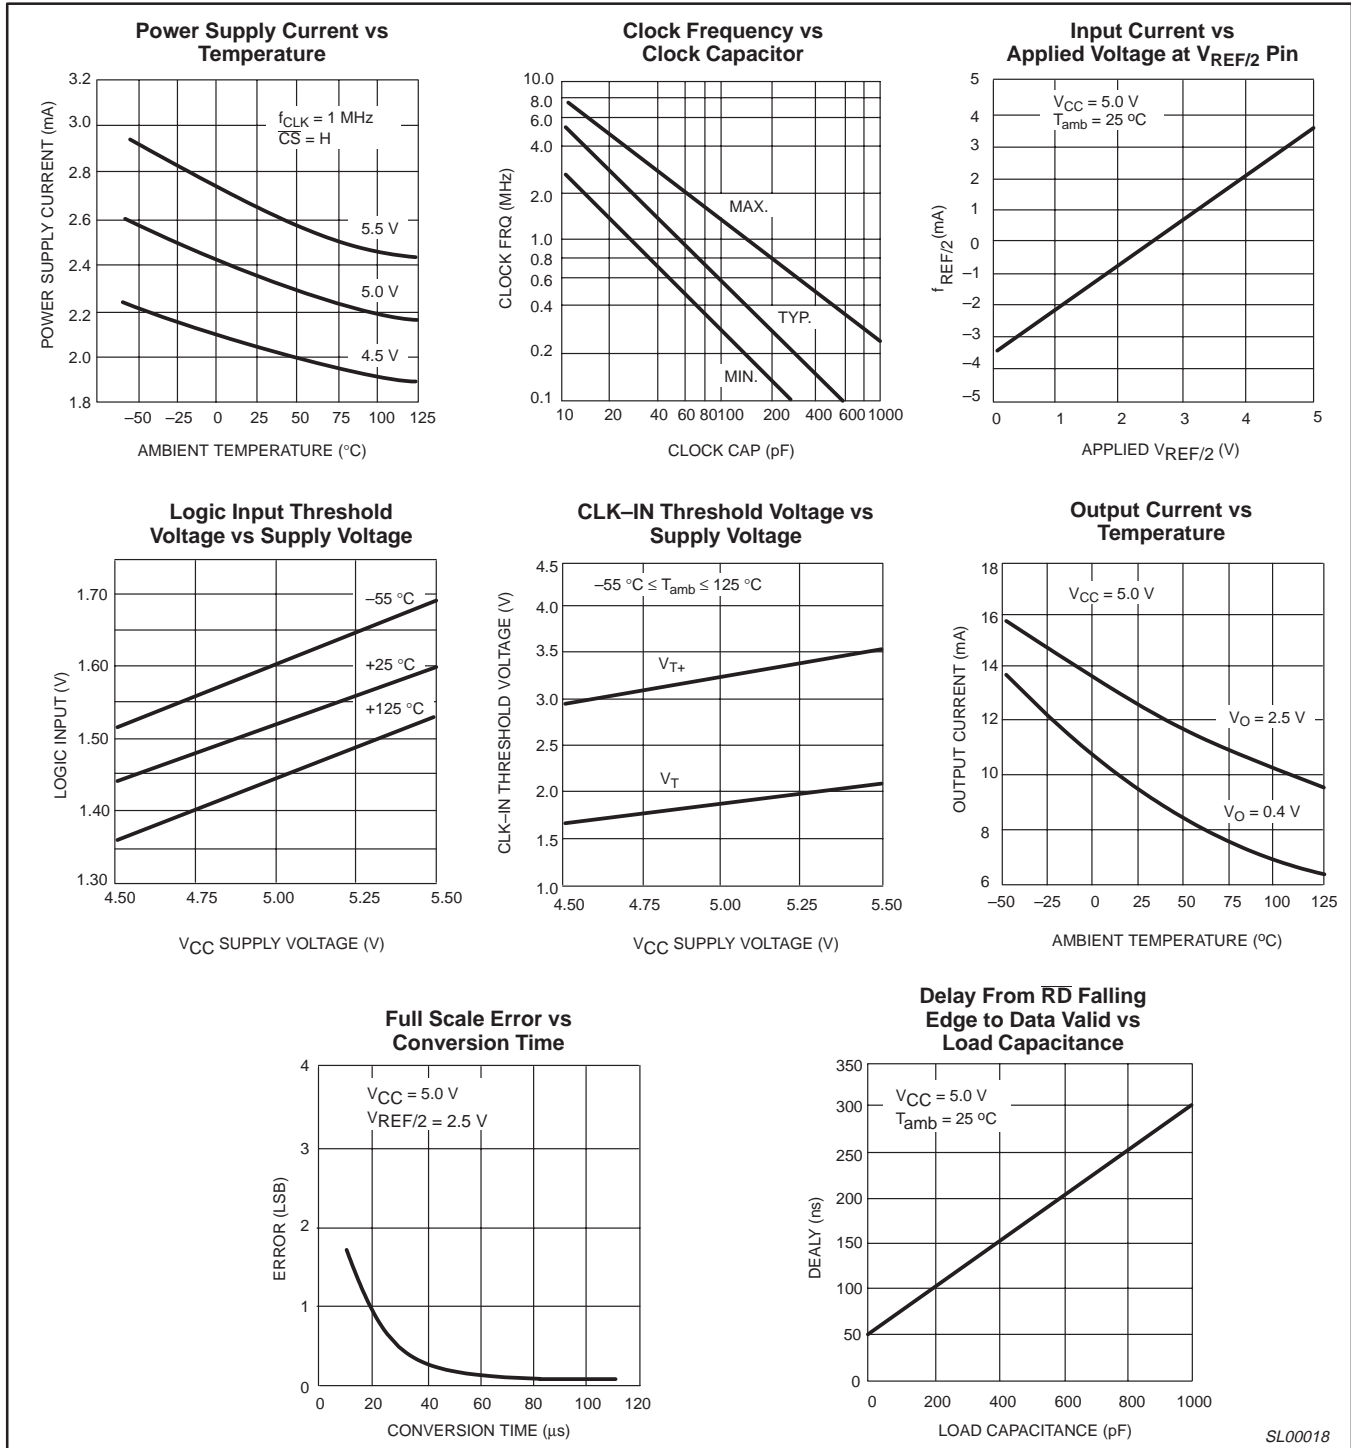 Power Supply Current vs
Temperature
3.2
3.0
2.8
2.6
2.4
2.2
2.0
1.8
POWER SUPPLY CURRENT (mA)
fCLK = 1 MHz
C̅S̅ = H
5.5 V
5.0 V
4.5 V
–50 –25 0 25 50 75 100 125
AMBIENT TEMPERATURE (°C)
Clock Frequency vs
Clock Capacitor
10.0
8.0
6.0
4.0
2.0
1.0
0.8
0.6
0.4
0.2
0.1
CLOCK FRQ (MHz)
MAX.
TYP.
MIN.
10 20 40 60 80 100 200 400 600 1000
CLOCK CAP (pF)
Input Current vs
Applied Voltage at VREF/2 Pin
5
4
3
2
1
0
–1
–2
–3
–4
–5
fREF/2(mA)
VCC = 5.0 V
Tamb = 25 oC
0 1 2 3 4 5
APPLIED VREF/2 (V)
Logic Input Threshold
Voltage vs Supply Voltage
1.70
1.60
1.50
1.40
1.30
LOGIC INPUT (V)
–55 °C
+25 °C
+125 °C
4.50 4.75 5.00 5.25 5.50
VCC SUPPLY VOLTAGE (V)
CLK–IN Threshold Voltage vs
Supply Voltage
4.5
4.0
3.5
3.0
2.5
2.0
1.5
1.0
CLK–IN THRESHOLD VOLTAGE (V)
–55 °C ≤ Tamb ≤ 125 °C
VT+
VT
4.50 4.75 5.00 5.25 5.50
VCC SUPPLY VOLTAGE (V)
Output Current vs
Temperature
18
16
14
12
10
8
6
OUTPUT CURRENT (mA)
VCC = 5.0 V
VO = 2.5 V
VO = 0.4 V
–50 –25 0 25 50 75 100 125
AMBIENT TEMPERATURE (oC)
Full Scale Error vs
Conversion Time
4
3
2
1
0
ERROR (LSB)
VCC = 5.0 V
VREF/2 = 2.5 V
0 20 40 60 80 100 120
CONVERSION TIME (µs)
Delay From R̅D̅ Falling
Edge to Data Valid vs
Load Capacitance
350
300
250
200
150
100
50
0
DEALY (ns)
VCC = 5.0 V
Tamb = 25 oC
0 200 400 600 800 1000
LOAD CAPACITANCE (pF)
SL00018